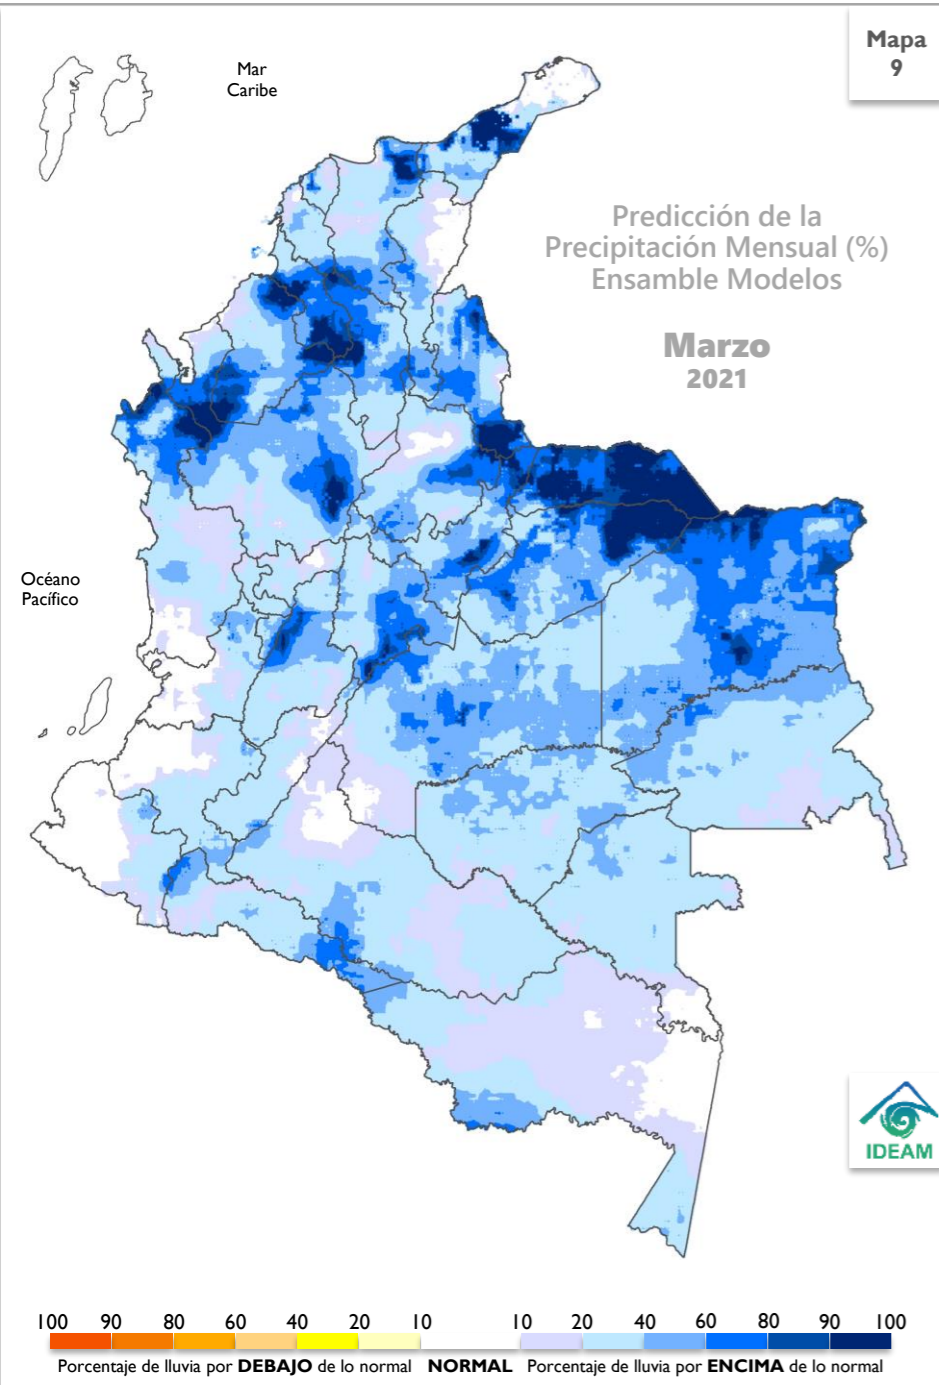 Mapa
9
Mar
Caribe
Predicción de la
Precipitación Mensual (%)
Ensamble Modelos
Marzo
2021
Océano
Pacífico
IDEAM
100 90 80 60 40 20 10 10 20 40 60 80 90 100
Porcentaje de lluvia por DEBAJO de lo normal NORMAL Porcentaje de lluvia por ENCIMA de lo normal